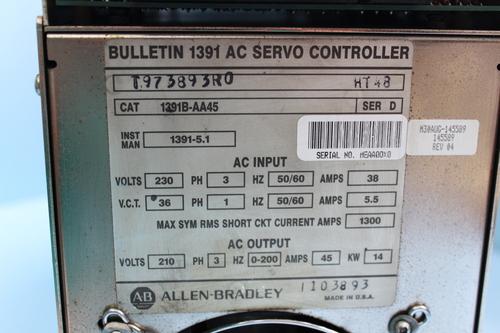 BULLETIN 1391 AC SERVO CONTROLLER
T973893R0 HT48
CAT 1391B-AA45 SER D
INST MAN 1391-5.1
SERIAL NO.
M30AUG-145589
145589
REV 04
AC INPUT
VOLTS 230 PH 3 HZ 50/60 AMPS 38
V.C.T. 36 PH 1 HZ 50/60 AMPS 5.5
MAX SYM RMS SHORT CKT CURRENT AMPS 1300
AC OUTPUT
VOLTS 210 PH 3 HZ 0-200 AMPS 45 KW 14
AB ALLEN-BRADLEY 1103893
MADE IN U.S.A.